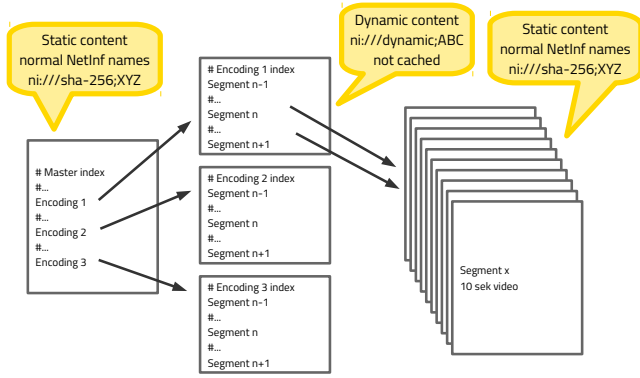 Static content
normal NetInf names
ni:///sha-256;XYZ
Dynamic content
ni:///dynamic;ABC
not cached
Static content
normal NetInf names
ni:///sha-256;XYZ
# Master index
#...
Encoding 1
#...
Encoding 2
#...
Encoding 3
# Encoding 1 index
Segment n-1
#...
Segment n
#...
Segment n+1
# Encoding 2 index
Segment n-1
#...
Segment n
#...
Segment n+1
# Encoding 3 index
Segment n-1
#...
Segment n
#...
Segment n+1
Segment x
10 sek video